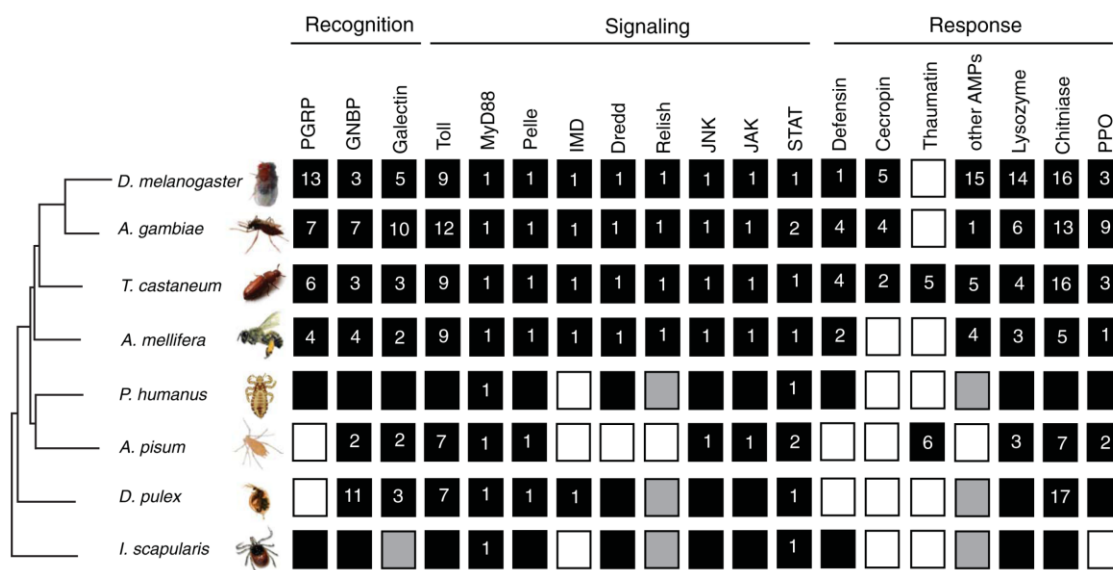 Recognition Signaling Response
PGRP GNBP Galectin Toll MyD88 Pelle IMD Dredd Relish JNK JAK STAT Defensin Cecropin Thaumatin other AMPs Lysozyme Chitniase PPO
D. melanogaster 13 3 5 9 1 1 1 1 1 1 1 1 1 5 15 14 16 3
A. gambiae 7 7 10 12 1 1 1 1 1 1 1 2 4 4 1 6 13 9
T. castaneum 6 3 3 9 1 1 1 1 1 1 1 1 4 2 5 5 4 16 3
A. mellifera 4 4 2 9 1 1 1 1 1 1 1 1 2 4 3 5 1
P. humanus 1 1
A. pisum 2 2 7 1 1 1 1 2 6 3 7 2
D. pulex 11 3 7 1 1 1 1 17
I. scapularis 1 1